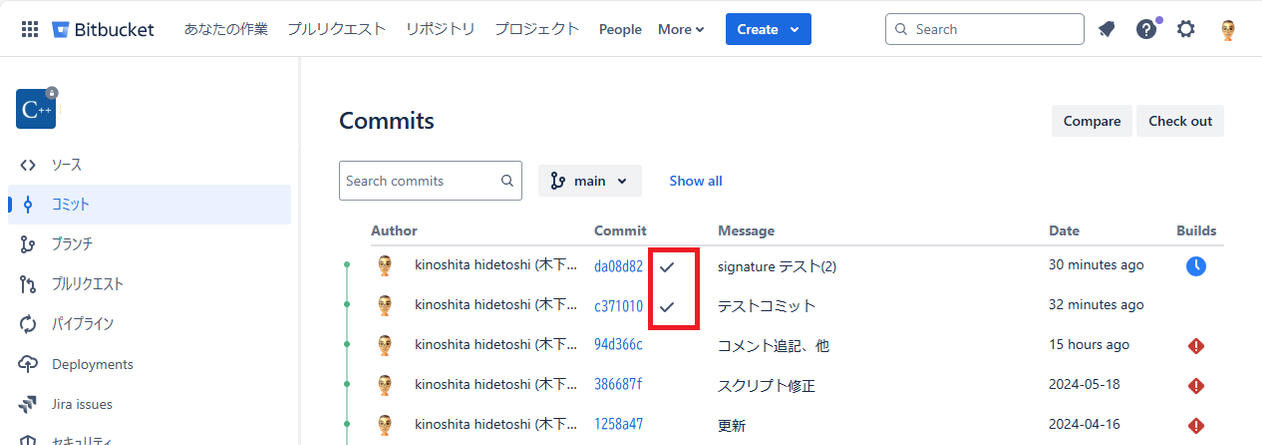 Bitbucket あなたの作業 プルリクエスト リポジトリ プロジェクト People More Create Search
C++
Commits Compare Check out
ソース
Search commits main Show all
コミット
Author Commit Message Date Builds
ブランチ
kinoshita hidetoshi (木下... da08d82 signature テスト(2) 30 minutes ago
プルリクエスト
kinoshita hidetoshi (木下... c371010 テストコミット 32 minutes ago
パイプライン
kinoshita hidetoshi (木下... 94d366c コメント追記、他 15 hours ago
Deployments
kinoshita hidetoshi (木下... 386687f スクリプト修正 2024-05-18
Jira issues
kinoshita hidetoshi (木下... 1258a47 更新 2024-04-16
セキュリティ